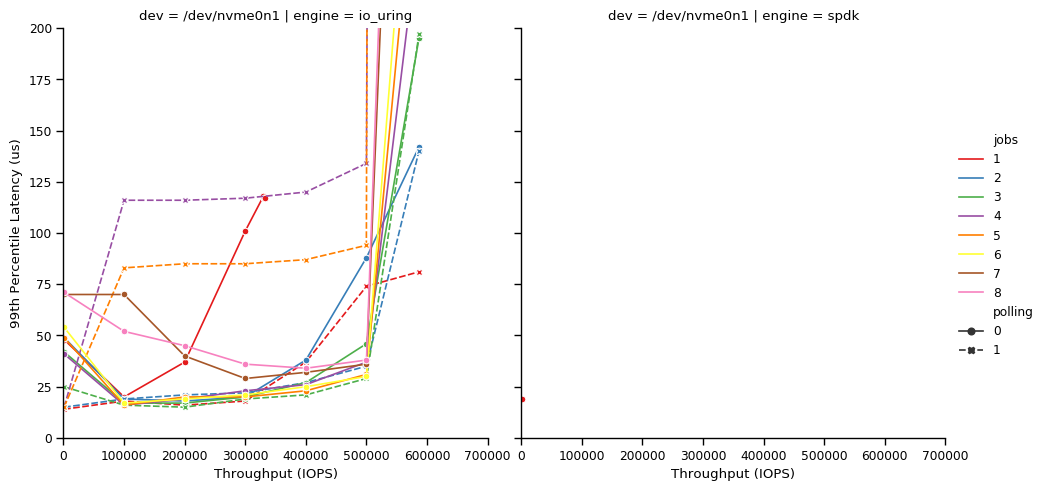 dev = /dev/nvme0n1 | engine = io_uring
dev = /dev/nvme0n1 | engine = spdk
99th Percentile Latency (us)
200
175
150
125
100
75
50
25
0
0 100000 200000 300000 400000 500000 600000 700000
Throughput (IOPS)
0 100000 200000 300000 400000 500000 600000 700000
Throughput (IOPS)
jobs
1
2
3
4
5
6
7
8
polling
0
1